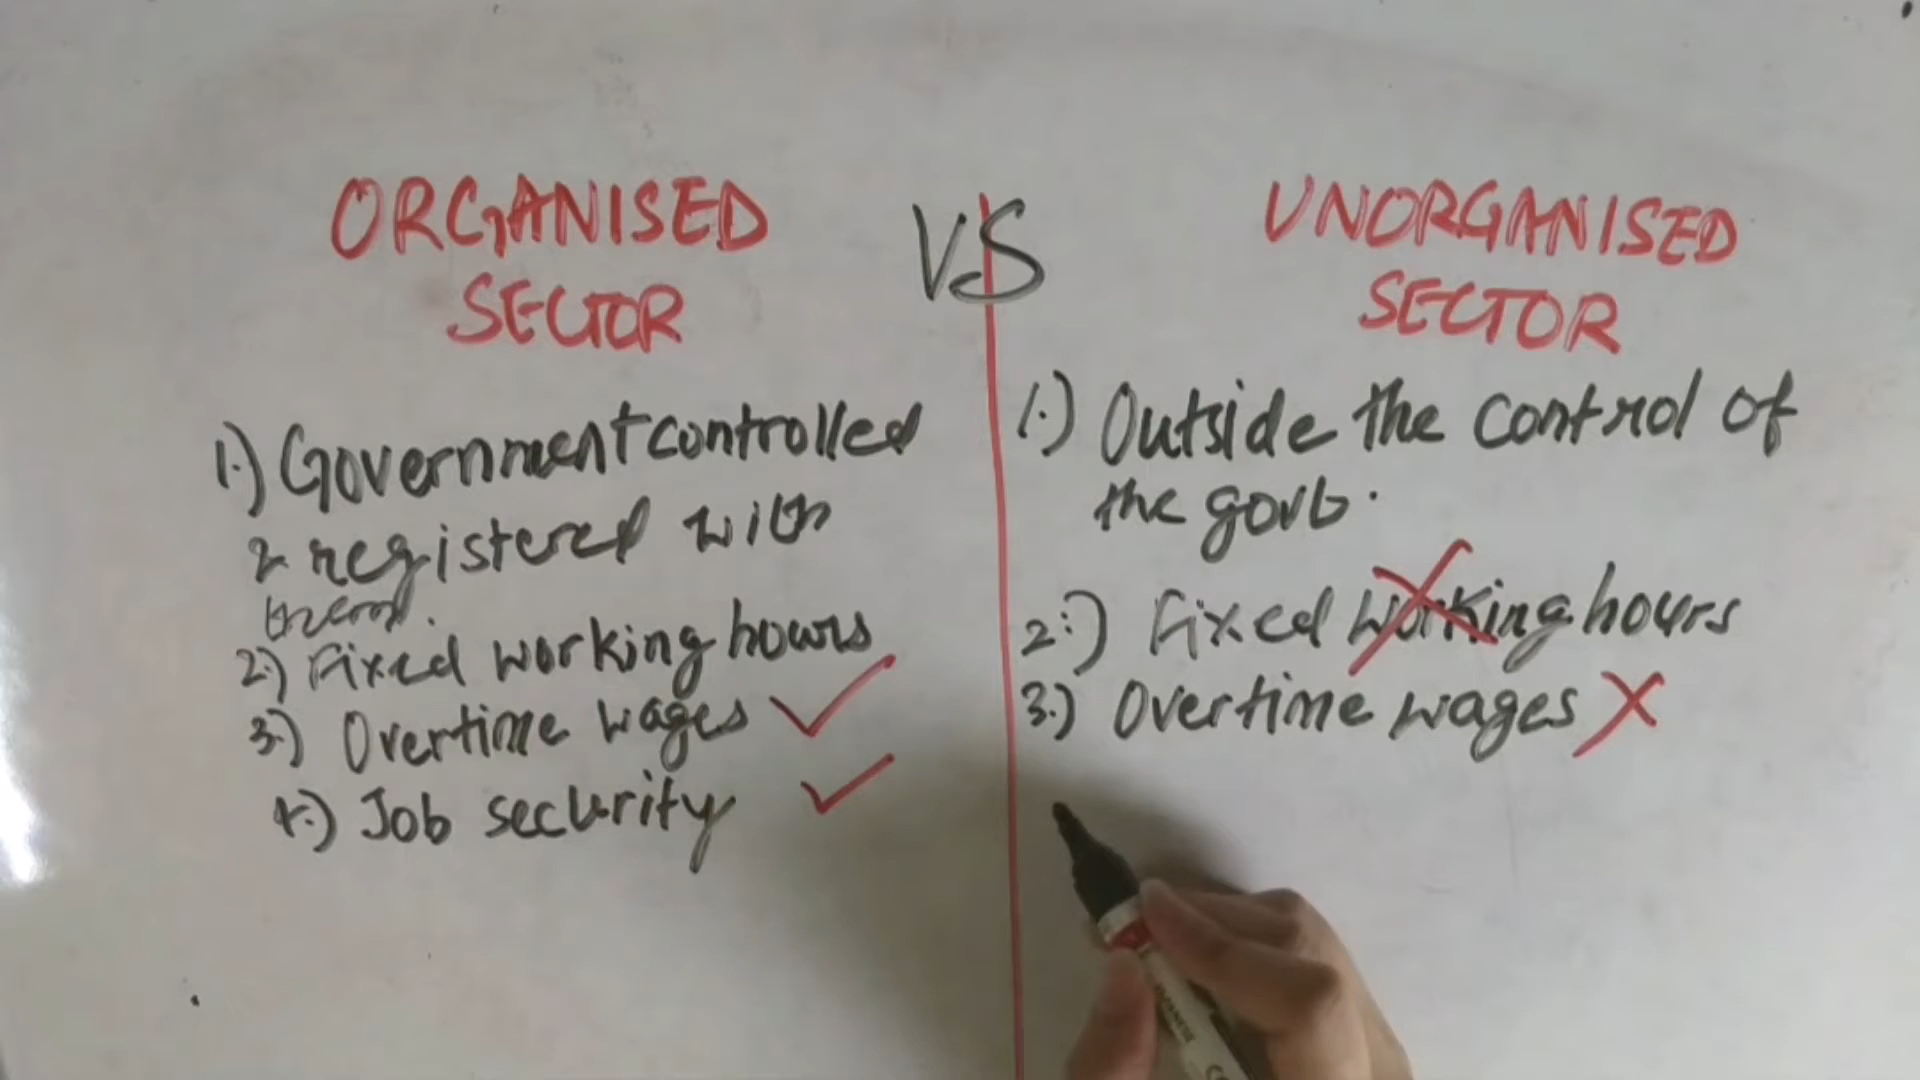 ORGANISED
SECTOR
VS
UNORGANISED
SECTOR
1.) Government controlled
& registered with
them.
2.) Fixed working hours
3.) Overtime wages ✓
4.) Job security ✓
1.) Outside the control of
the govt.
2.) Fixed working hours
3.) Overtime wages X